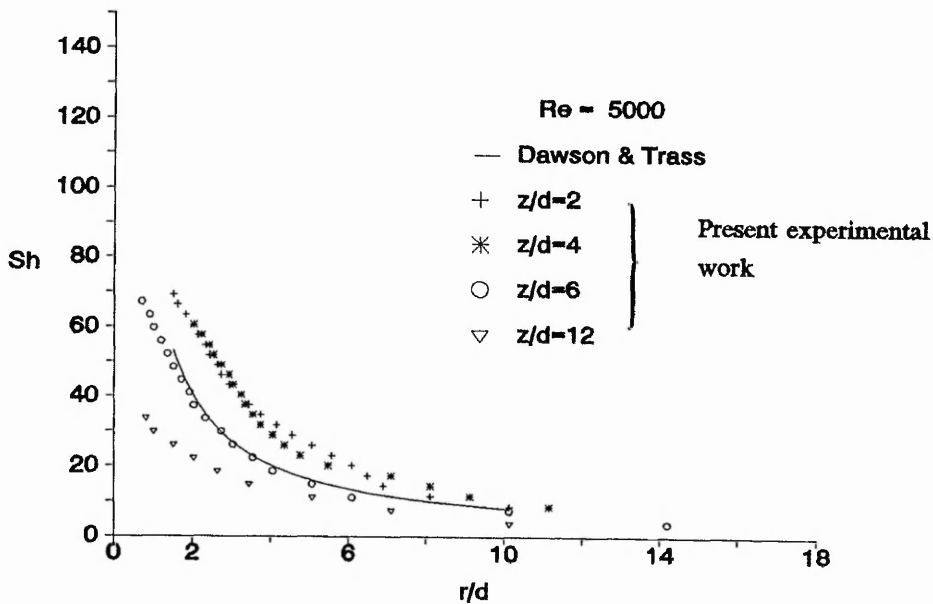 140
120
100
80
60
40
20
0
Sh
Re = 5000
Dawson & Trass
z/d=2
z/d=4
z/d=6
z/d=12
Present experimental
work
0 2 6 10 14 18
r/d